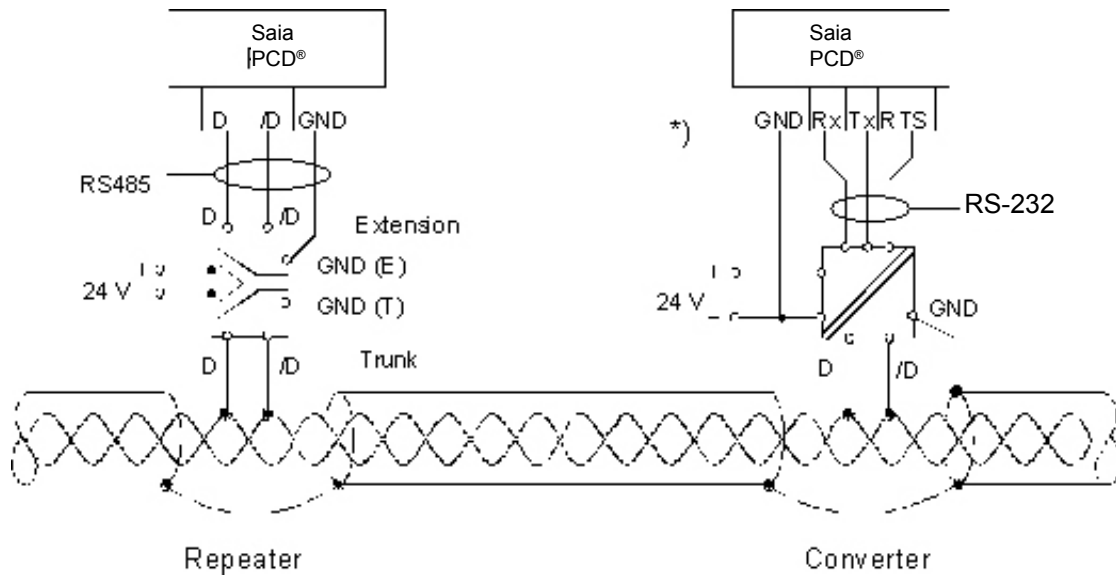 Saia
PCD®
D /D GND
RS485
D /D
Extension
GND (E)
24 V
GND (T)
D /D
Trunk
Repeater
Saia
PCD®
*)
GND Rx Tx RTS
RS-232
24 V
GND
D /D
Converter